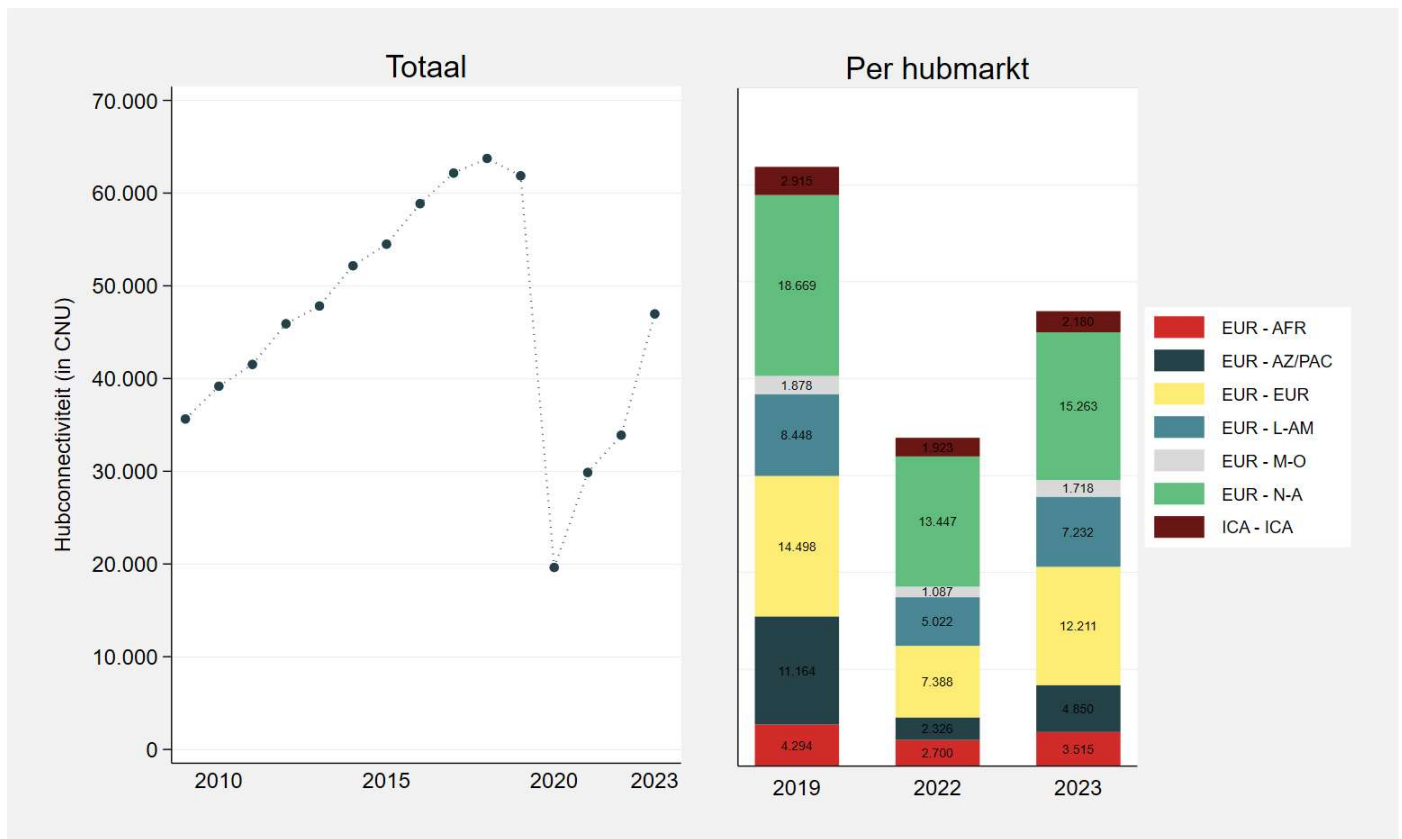 Totaal
70.000
60.000
50.000
40.000
30.000
20.000
10.000
0
Hubconnectiviteit (in CNU)
2010 2015 2020 2023
Per hubmarkt
2.915
18.669
1.878
8.448
14.498
11.164
4.294
1.923
13.447
1.087
5.022
7.388
2.326
2.700
2.180
15.263
1.718
7.232
12.211
4.850
3.515
2019 2022 2023
EUR - AFR
EUR - AZ/PAC
EUR - EUR
EUR - L-AM
EUR - M-O
EUR - N-A
ICA - ICA